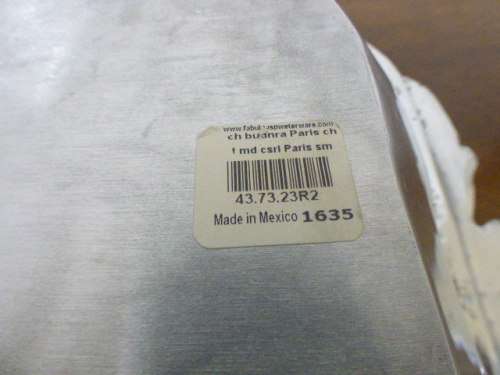 ch budnra Paris ch
t md csrl Paris sm
43.73.23R2
Made in Mexico 1635